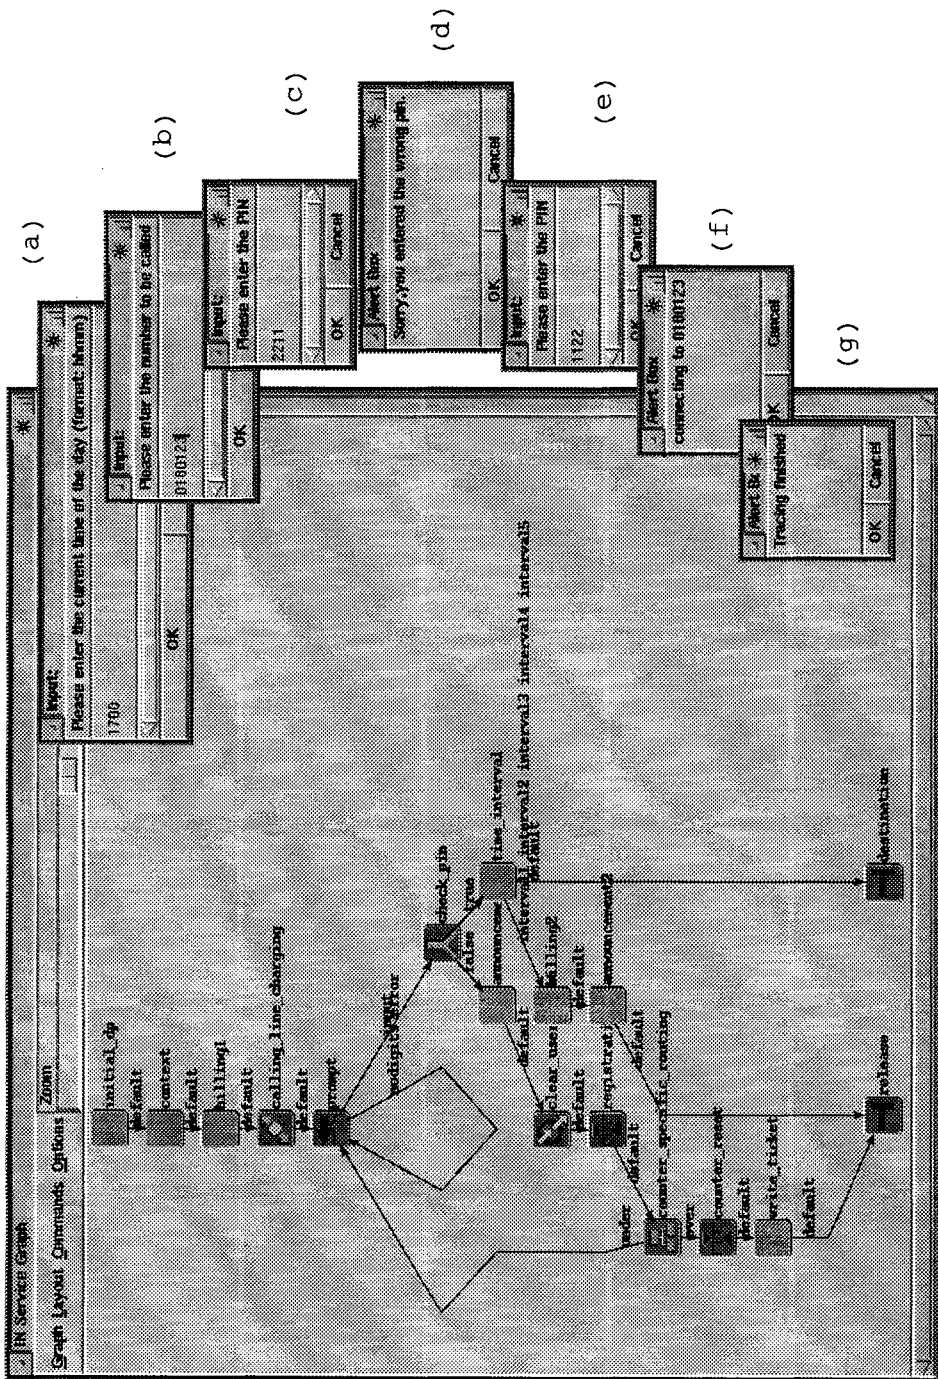 IN Service Graph
Graph Layout Commands Options
Zoom
initial_dp
default
context
default
billing1
default
calling_line_charging
default
prompt
nodigits error
check_pin
false
true
time_interval
interval1 interval2 interval3 interval4 interval5
default
default
billing2
default
announcement2
default
clear_user
default
default
counter_specific_routing
under
over
counter_reset
default
write_ticket
default
release
destination
(a)
Input:
Please enter the current time of the day (format: hhmm)
1700
OK
(b)
Input:
Please enter the number to be called
0180123
OK
(c)
Input:
Please enter the PIN
2211
OK
Cancel
(d)
Alert Box
Sorry, you entered the wrong pin.
OK
Cancel
(e)
Input:
Please enter the PIN
1122
OK
Cancel
(f)
Alert Box
connecting to 0180123
OK
Cancel
(g)
Alert Bo
Tracing finished
OK
Cancel